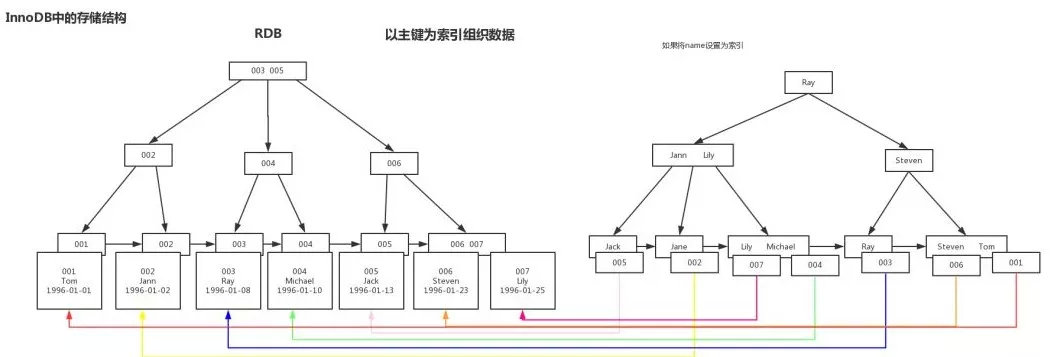 InnoDB中的存储结构
RDB
以主键为索引组织数据
如果将name设置为索引
003 005
Ray
002
004
006
Jann Lily
Steven
001
002
003
004
005
006 007
Jack
Jane
Lily Michael
Ray
Steven Tom
005
002
007
004
003
006
001
001
Tom
1996-01-01
002
Jann
1996-01-02
003
Ray
1996-01-08
004
Michael
1996-01-10
005
Jack
1996-01-13
006
Steven
1996-01-23
007
Lily
1996-01-25